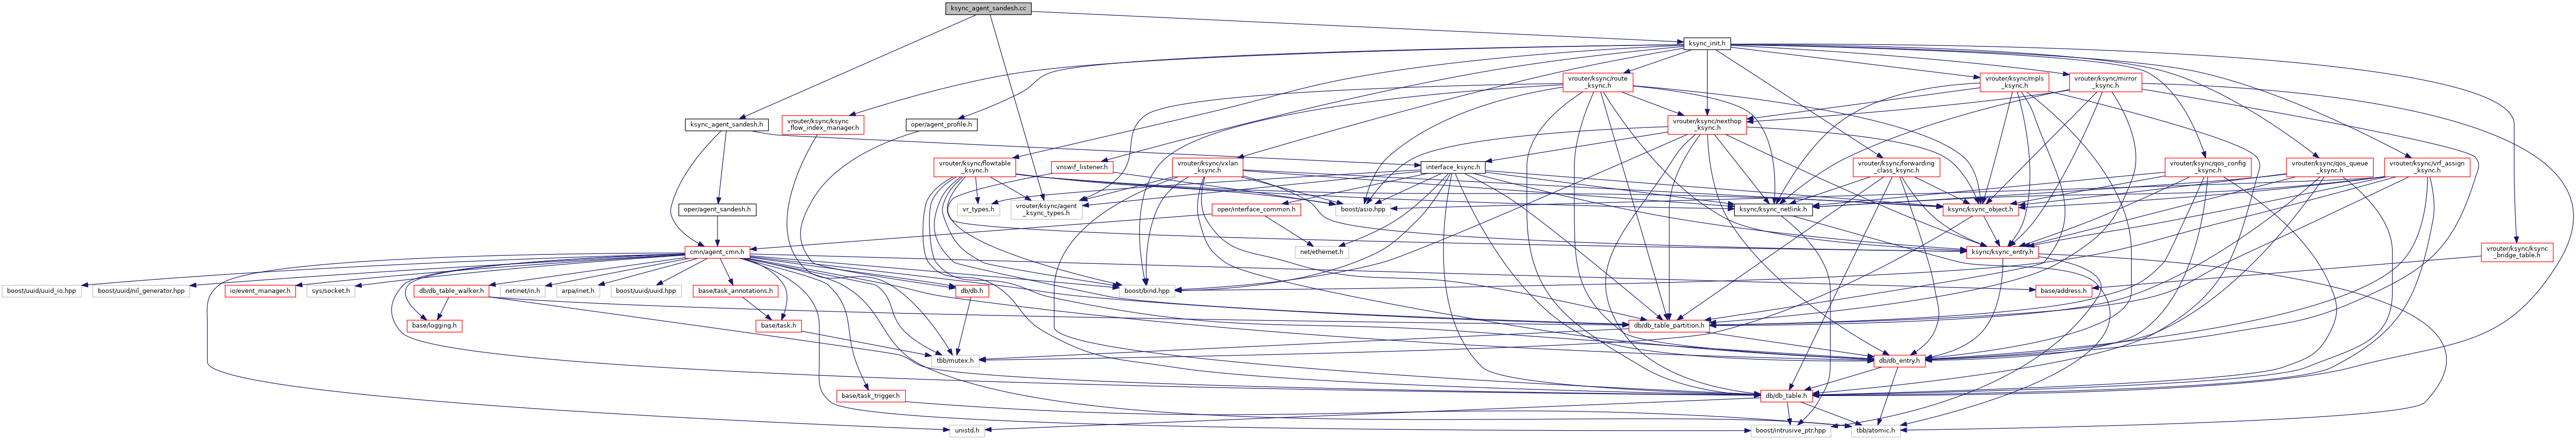 ksync_agent_sandesh.cc
ksync_init.h
vrouter/ksync/route
_ksync.h
vrouter/ksync/mpls
_ksync.h
vrouter/ksync/mirror
_ksync.h
ksync_agent_sandesh.h
vrouter/ksync/ksync
_flow_index_manager.h
oper/agent_profile.h
vrouter/ksync/nexthop
_ksync.h
vrouter/ksync/flowtable
_ksync.h
vnswif_listener.h
vrouter/ksync/vxlan
_ksync.h
interface_ksync.h
vrouter/ksync/forwarding
_class_ksync.h
vrouter/ksync/qos_config
_ksync.h
vrouter/ksync/qos_queue
_ksync.h
vrouter/ksync/vrf_assign
_ksync.h
oper/agent_sandesh.h
vr_types.h
vrouter/ksync/agent
_ksync_types.h
oper/interface_common.h
boost/asio.hpp
ksync/ksync_netlink.h
ksync/ksync_object.h
cmn/agent_cmn.h
net/ethernet.h
ksync/ksync_entry.h
vrouter/ksync/ksync
_bridge_table.h
boost/uuid/uuid_io.hpp
boost/uuid/nil_generator.hpp
io/event_manager.h
sys/socket.h
db/db_table_walker.h
netinet/in.h
arpa/inet.h
boost/uuid/uuid.hpp
base/task_annotations.h
db/db.h
boost/bind.hpp
base/address.h
base/logging.h
base/task.h
db/db_table_partition.h
tbb/mutex.h
db/db_entry.h
base/task_trigger.h
db/db_table.h
unistd.h
boost/intrusive_ptr.hpp
tbb/atomic.h